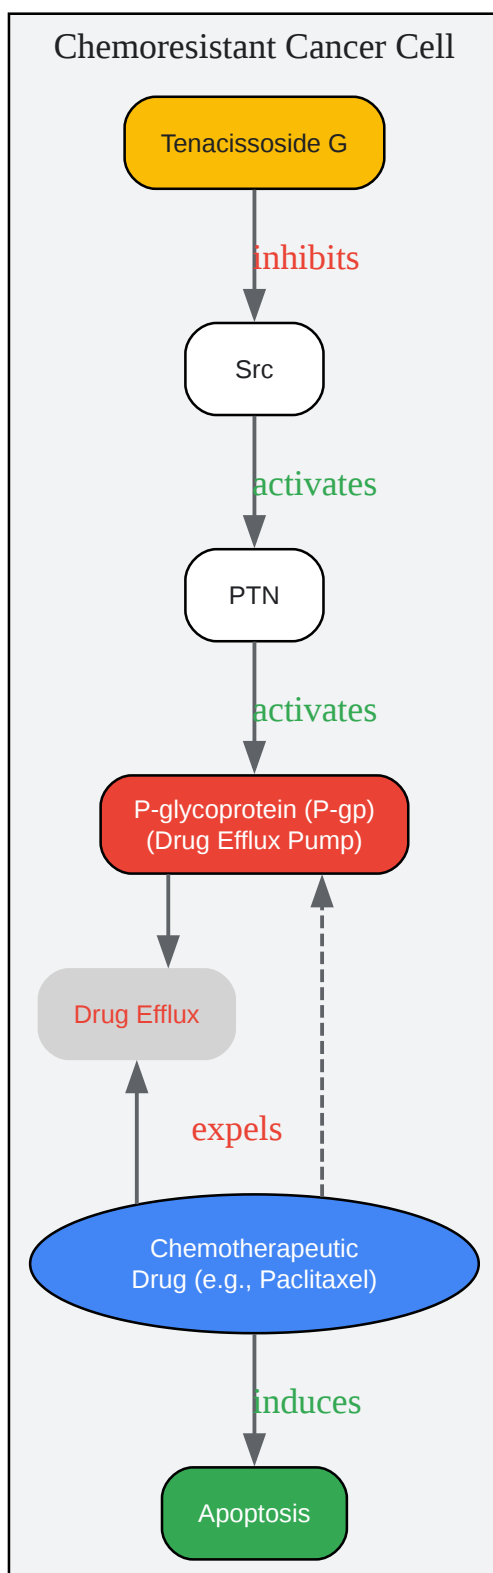 Chemoresistant Cancer Cell
Tenacissoside G
inhibits
Src
activates
PTN
activates
P-glycoprotein (P-gp)
(Drug Efflux Pump)
Drug Efflux
expels
Chemotherapeutic
Drug (e.g., Paclitaxel)
induces
Apoptosis